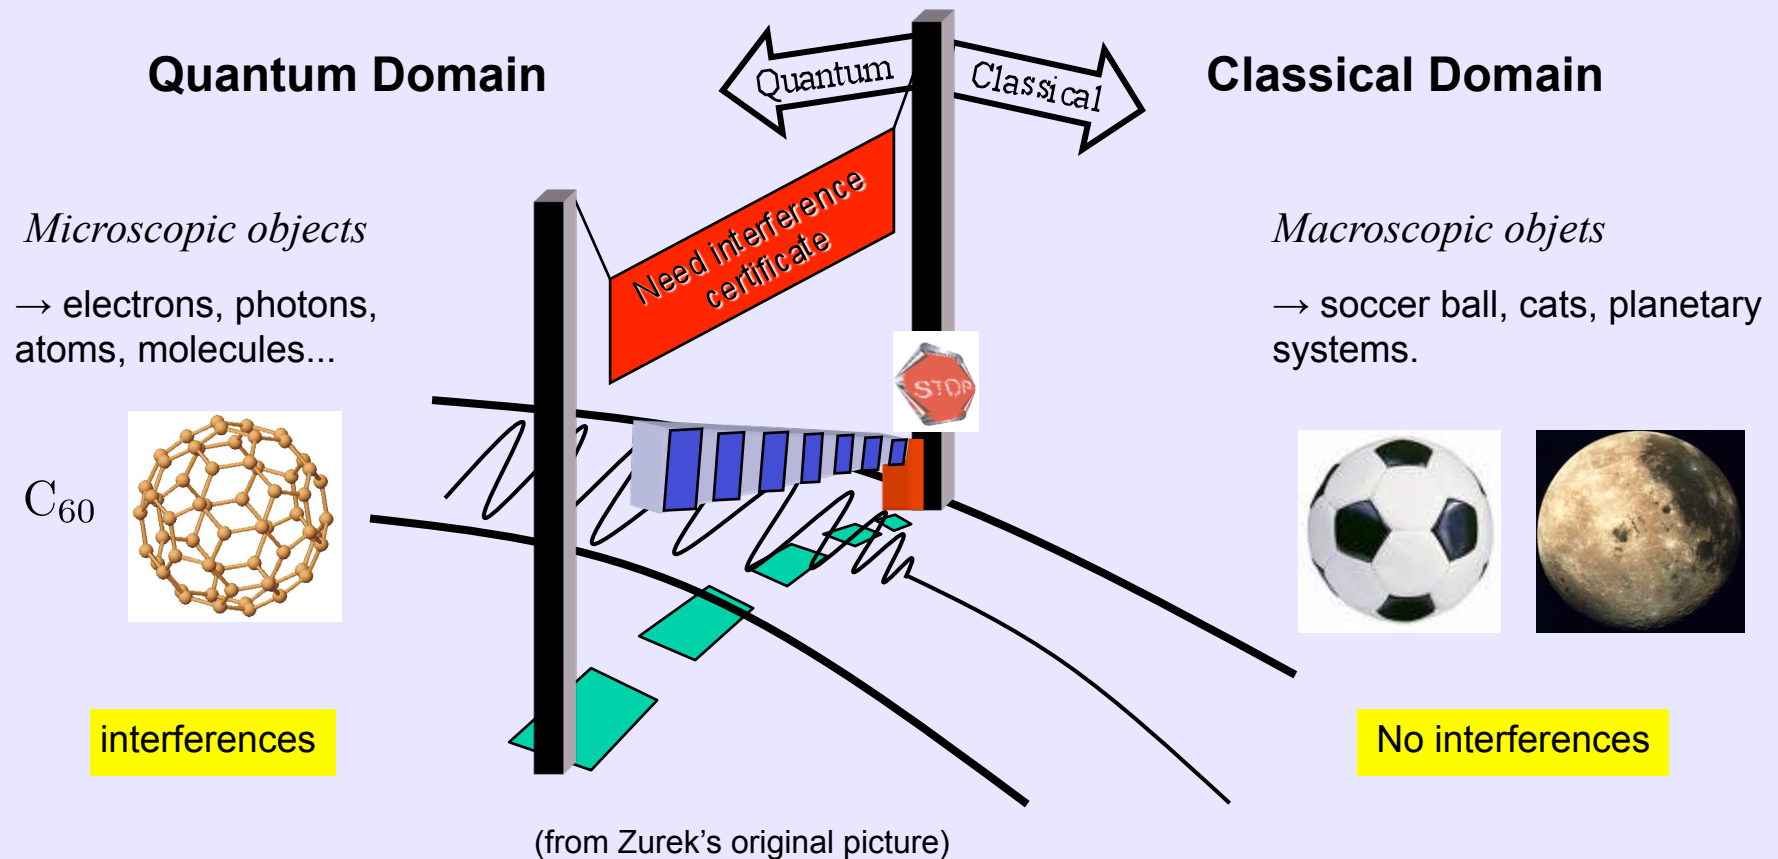 Quantum Domain
Quantum
Classical
Classical Domain
Microscopic objects
→ electrons, photons,
atoms, molecules...
C60
interferences
Need interference
certificate
STOP
Macroscopic objets
→ soccer ball, cats, planetary
systems.
No interferences
(from Zurek's original picture)